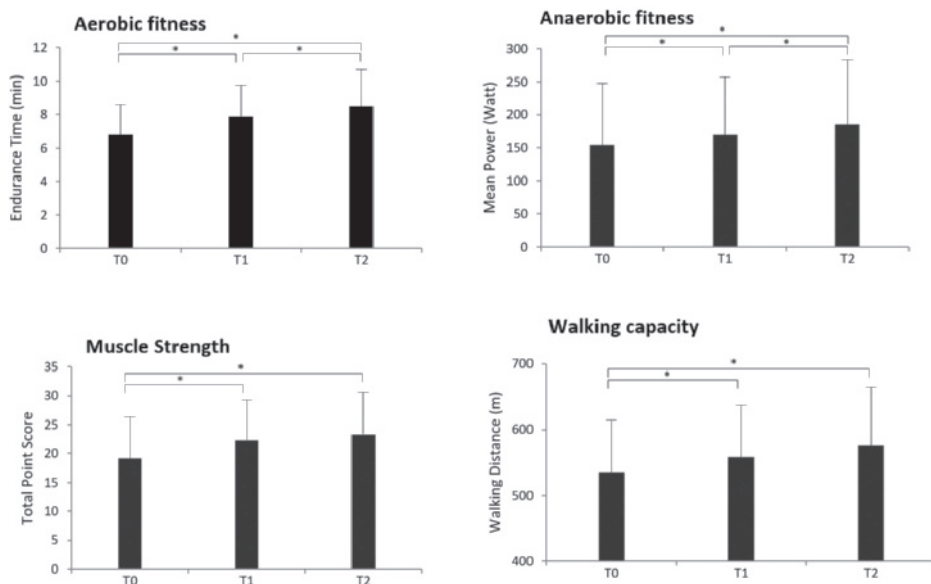 Aerobic fitness
Endurance Time (min)
12
10
8
6
4
2
0
T0 T1 T2
* * *
Anaerobic fitness
Mean Power (Watt)
300
250
200
150
100
50
0
T0 T1 T2
* * *
Muscle Strength
Total Point Score
35
30
25
20
15
10
5
0
T0 T1 T2
* *
Walking capacity
Walking Distance (m)
700
600
500
400
T0 T1 T2
* *